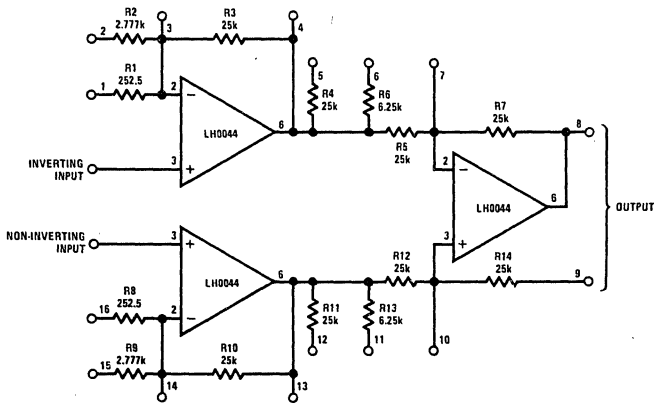 R2
2.777k
2
3
R3
25k
4
R1
252.5
1
2
−
LH0044
6
3
+
INVERTING
INPUT
5
R4
25k
6
R6
6.25k
R5
25k
7
R7
25k
8
2
−
LH0044
6
3
+
OUTPUT
NON-INVERTING
INPUT
3
+
LH0044
6
2
−
R8
252.5
16
R9
2.777k
15
14
R10
25k
13
R11
25k
12
R12
25k
R13
6.25k
11
10
R14
25k
9